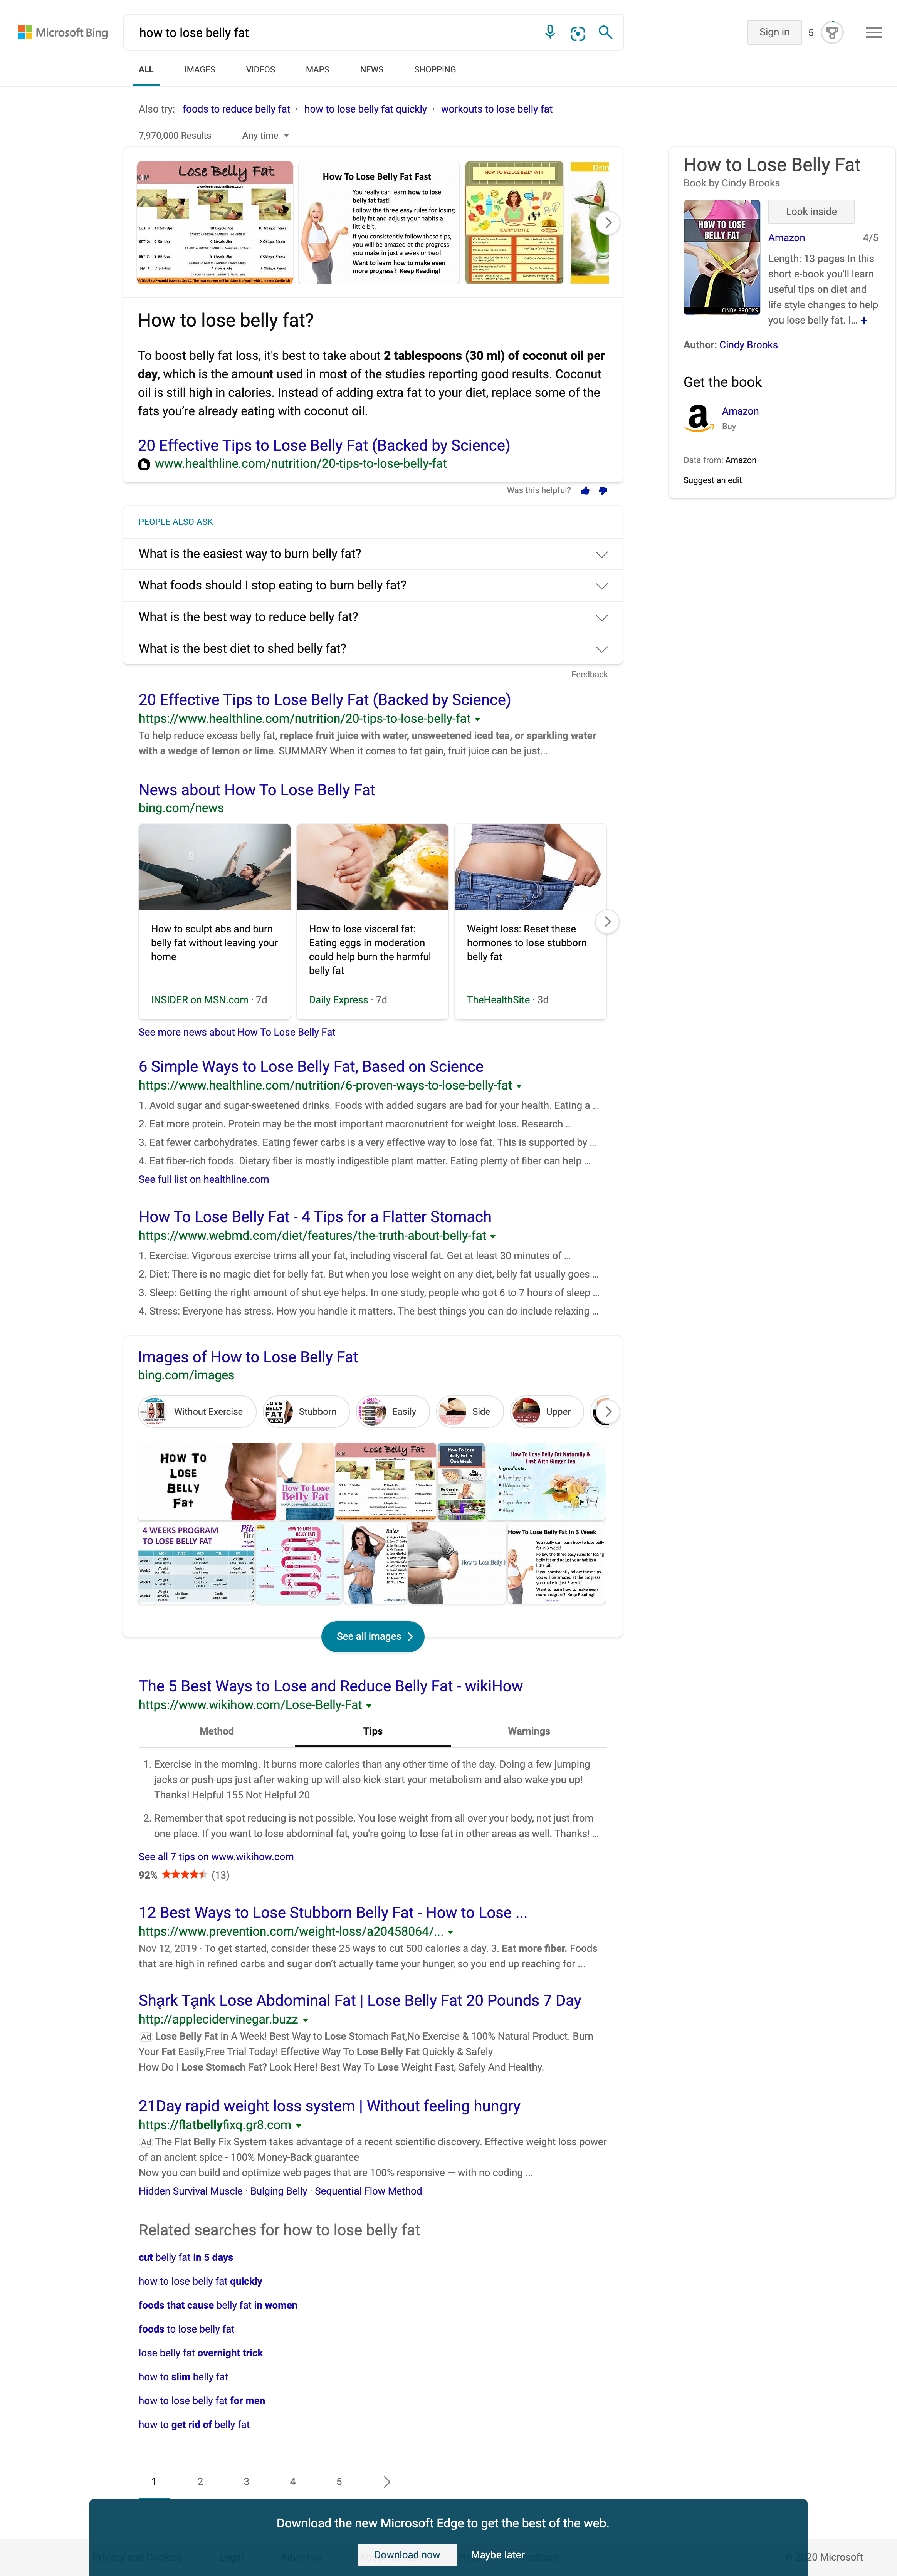 Microsoft Bing
how to lose belly fat
Sign in
5
ALL
IMAGES
VIDEOS
MAPS
NEWS
SHOPPING
Also try: foods to reduce belly fat · how to lose belly fat quickly · workouts to lose belly fat
7,970,000 Results
Any time
Lose Belly Fat
How To Lose Belly Fat Fast
You really can learn how to lose
belly fat fast!
Follow the three easy rules for losing
belly fat and adjust your habits a
little bit.
If you consistently follow these tips,
you will be amazed at the progress
you make in just a week or two!
Want to learn how to make even
more progress? Keep Reading!
HOW TO REDUCE BELLY FAT?
HEALTHY LIFESTYLE
How to lose belly fat?
To boost belly fat loss, it's best to take about 2 tablespoons (30 ml) of coconut oil per
day, which is the amount used in most of the studies reporting good results. Coconut
oil is still high in calories. Instead of adding extra fat to your diet, replace some of the
fats you're already eating with coconut oil.
20 Effective Tips to Lose Belly Fat (Backed by Science)
www.healthline.com/nutrition/20-tips-to-lose-belly-fat
Was this helpful?
How to Lose Belly Fat
Book by Cindy Brooks
HOW TO LOSE
BELLY FAT
CINDY BROOKS
Look inside
Amazon
4/5
Length: 13 pages In this
short e-book you'll learn
useful tips on diet and
life style changes to help
you lose belly fat. I... +
Author: Cindy Brooks
Get the book
Amazon
Buy
Data from: Amazon
Suggest an edit
PEOPLE ALSO ASK
What is the easiest way to burn belly fat?
What foods should I stop eating to burn belly fat?
What is the best way to reduce belly fat?
What is the best diet to shed belly fat?
Feedback
20 Effective Tips to Lose Belly Fat (Backed by Science)
https://www.healthline.com/nutrition/20-tips-to-lose-belly-fat
To help reduce excess belly fat, replace fruit juice with water, unsweetened iced tea, or sparkling water
with a wedge of lemon or lime. SUMMARY When it comes to fat gain, fruit juice can be just...
News about How To Lose Belly Fat
bing.com/news
How to sculpt abs and burn
belly fat without leaving your
home
INSIDER on MSN.com · 7d
How to lose visceral fat:
Eating eggs in moderation
could help burn the harmful
belly fat
Daily Express · 7d
Weight loss: Reset these
hormones to lose stubborn
belly fat
TheHealthSite · 3d
See more news about How To Lose Belly Fat
6 Simple Ways to Lose Belly Fat, Based on Science
https://www.healthline.com/nutrition/6-proven-ways-to-lose-belly-fat
1. Avoid sugar and sugar-sweetened drinks. Foods with added sugars are bad for your health. Eating a ...
2. Eat more protein. Protein may be the most important macronutrient for weight loss. Research ...
3. Eat fewer carbohydrates. Eating fewer carbs is a very effective way to lose fat. This is supported by ...
4. Eat fiber-rich foods. Dietary fiber is mostly indigestible plant matter. Eating plenty of fiber can help ...
See full list on healthline.com
How To Lose Belly Fat - 4 Tips for a Flatter Stomach
https://www.webmd.com/diet/features/the-truth-about-belly-fat
1. Exercise: Vigorous exercise trims all your fat, including visceral fat. Get at least 30 minutes of ...
2. Diet: There is no magic diet for belly fat. But when you lose weight on any diet, belly fat usually goes ...
3. Sleep: Getting the right amount of shut-eye helps. In one study, people who got 6 to 7 hours of sleep ...
4. Stress: Everyone has stress. How you handle it matters. The best things you can do include relaxing ...
Images of How to Lose Belly Fat
bing.com/images
Without Exercise
Stubborn
Easily
Side
Upper
HOW TO
LOSE
BELLY
FAT
How To Lose
Belly Fat
Lose Belly Fat
How To Lose
Belly Fat In
One Week
How To Lose Belly Fat Naturally &
Fast With Ginger Tea
Ingredients:
4 WEEKS PROGRAM
TO LOSE BELLY FAT
HOW TO LOSE
BELLY FAT?
Rules
How to Lose Belly F
How To Lose Belly Fat In 3 Week
See all images
The 5 Best Ways to Lose and Reduce Belly Fat - wikiHow
https://www.wikihow.com/Lose-Belly-Fat
Method
Tips
Warnings
1. Exercise in the morning. It burns more calories than any other time of the day. Doing a few jumping
jacks or push-ups just after waking up will also kick-start your metabolism and also wake you up!
Thanks! Helpful 155 Not Helpful 20
2. Remember that spot reducing is not possible. You lose weight from all over your body, not just from
one place. If you want to lose abdominal fat, you're going to lose fat in other areas as well. Thanks! ...
See all 7 tips on www.wikihow.com
92% (13)
12 Best Ways to Lose Stubborn Belly Fat - How to Lose ...
https://www.prevention.com/weight-loss/a20458064/...
Nov 12, 2019 · To get started, consider these 25 ways to cut 500 calories a day. 3. Eat more fiber. Foods
that are high in refined carbs and sugar don't actually tame your hunger, so you end up reaching for ...
Shąrk Tąnk Lose Abdominal Fat | Lose Belly Fat 20 Pounds 7 Day
http://applecidervinegar.buzz
Ad Lose Belly Fat in A Week! Best Way to Lose Stomach Fat,No Exercise & 100% Natural Product. Burn
Your Fat Easily,Free Trial Today! Effective Way To Lose Belly Fat Quickly & Safely
How Do I Lose Stomach Fat? Look Here! Best Way To Lose Weight Fast, Safely And Healthy.
21Day rapid weight loss system | Without feeling hungry
https://flatbellyfixq.gr8.com
Ad The Flat Belly Fix System takes advantage of a recent scientific discovery. Effective weight loss power
of an ancient spice - 100% Money-Back guarantee
Now you can build and optimize web pages that are 100% responsive — with no coding ...
Hidden Survival Muscle · Bulging Belly · Sequential Flow Method
Related searches for how to lose belly fat
cut belly fat in 5 days
how to lose belly fat quickly
foods that cause belly fat in women
foods to lose belly fat
lose belly fat overnight trick
how to slim belly fat
how to lose belly fat for men
how to get rid of belly fat
1
2
3
4
5
Download the new Microsoft Edge to get the best of the web.
Download now
Maybe later
Privacy and Cookies
Legal
Advertise
20 Microsoft